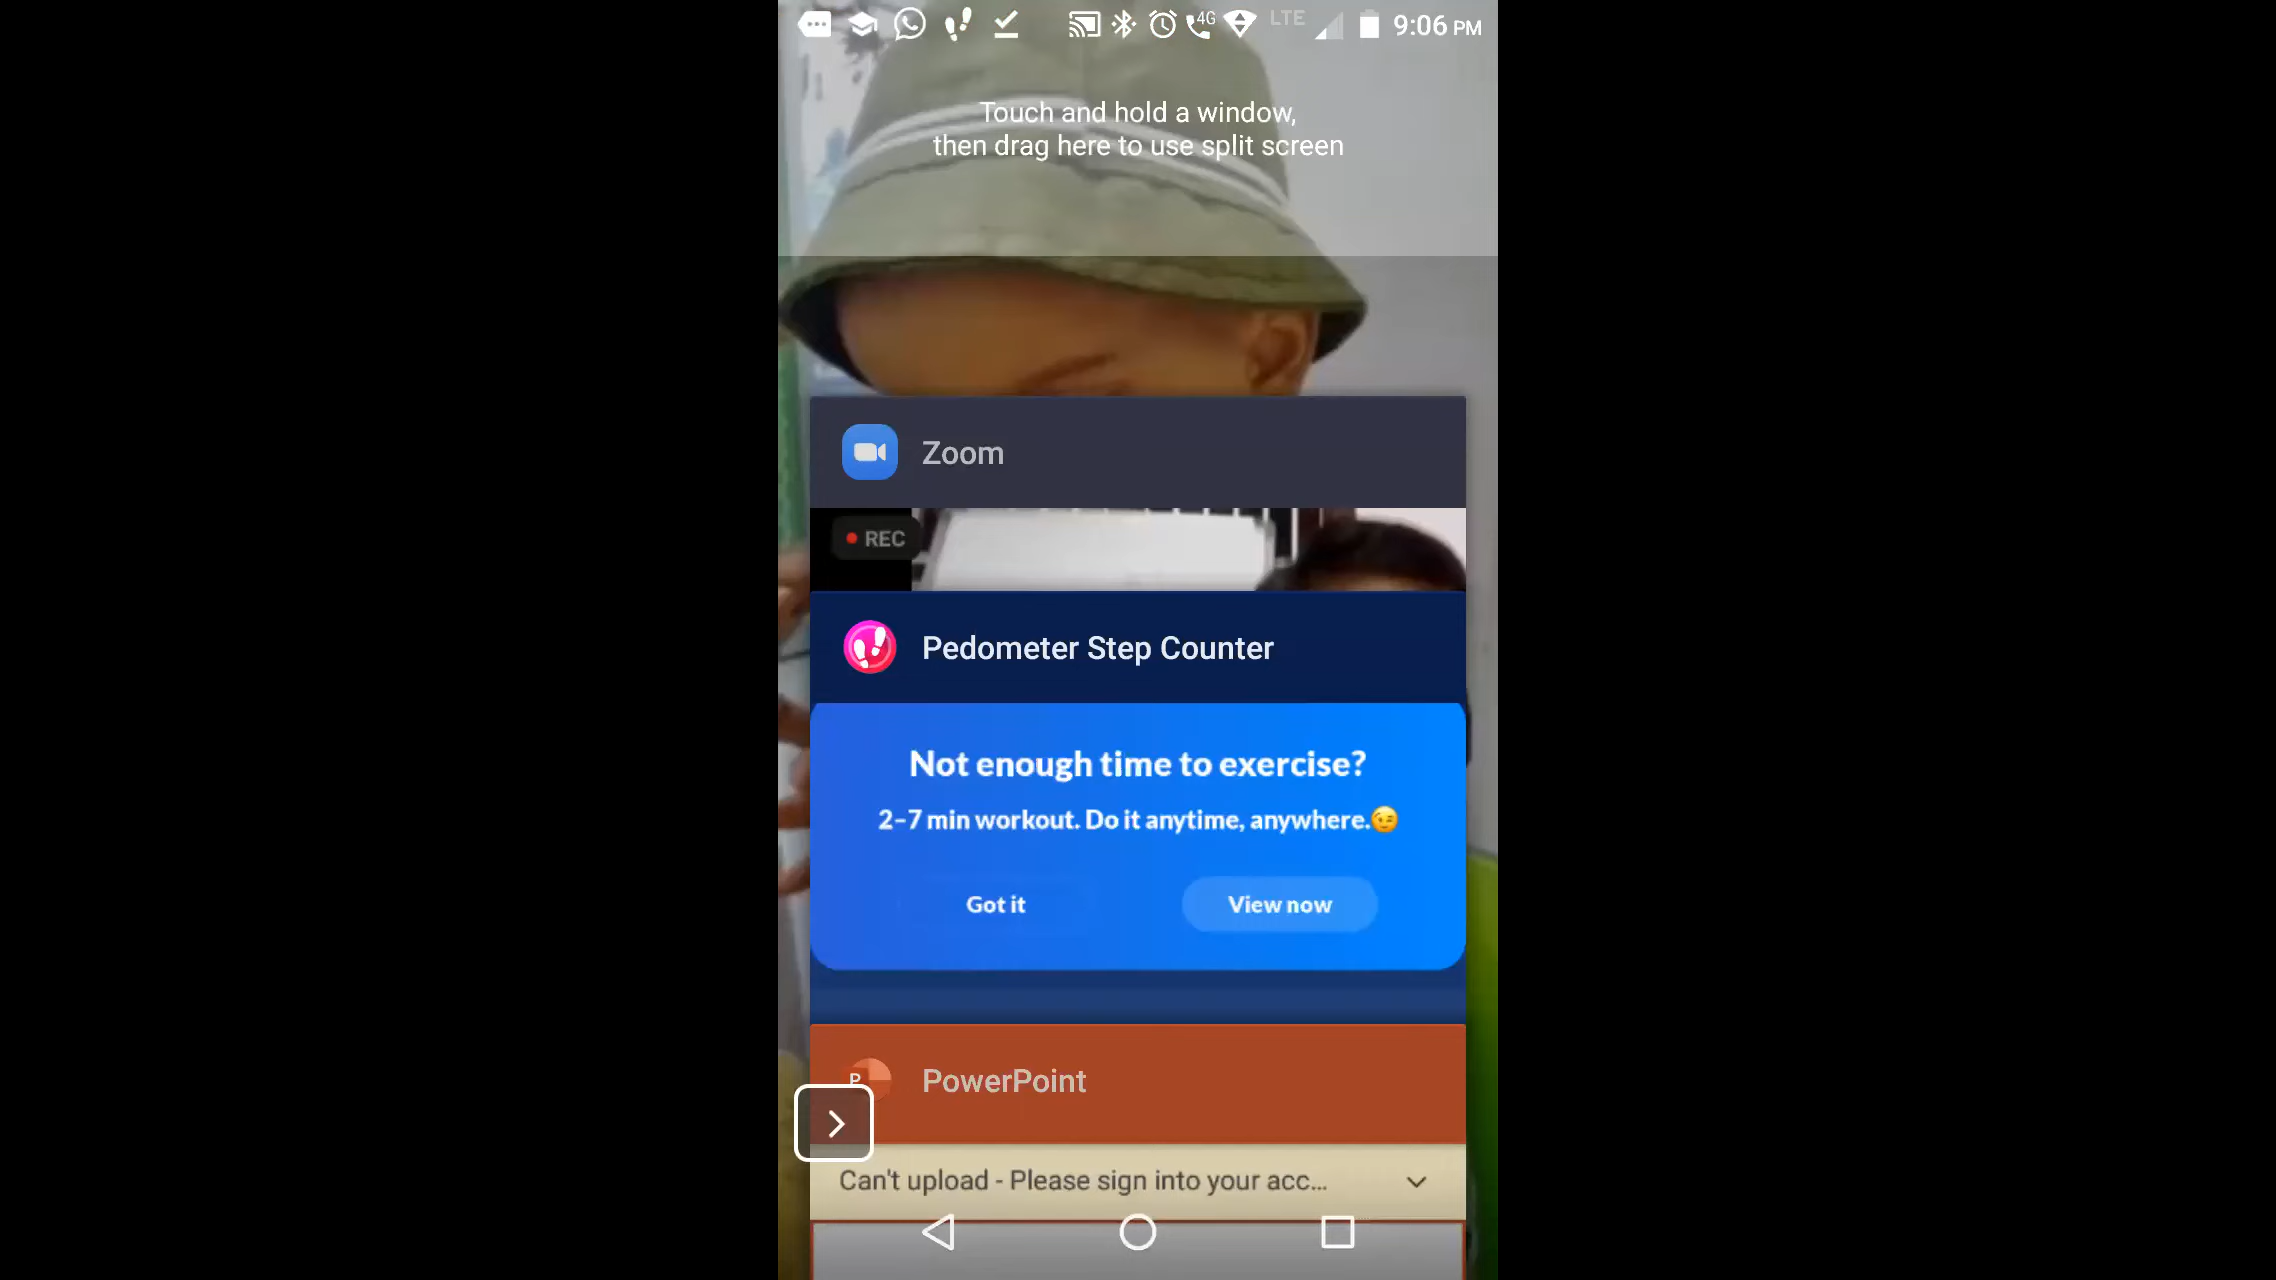 4G
LTE
9:06 PM
Touch and hold a window,
then drag here to use split screen
Zoom
REC
Pedometer Step Counter
Not enough time to exercise?
2–7 min workout. Do it anytime, anywhere.😉
Got it
View now
P
PowerPoint
Can't upload - Please sign into your acc...